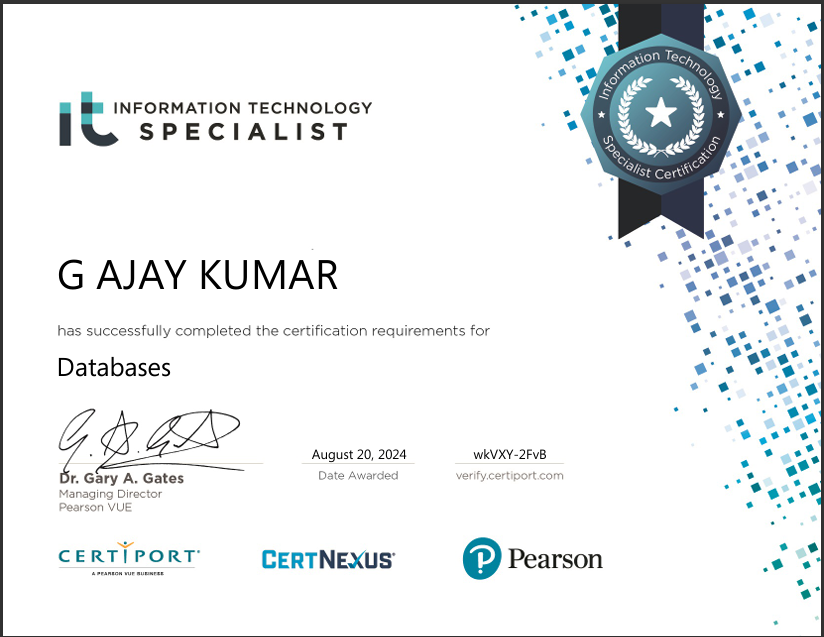 it INFORMATION TECHNOLOGY
SPECIALIST
Information Technology
Specialist Certification
G AJAY KUMAR
has successfully completed the certification requirements for
Databases
Dr. Gary A. Gates
Managing Director
Pearson VUE
August 20, 2024
Date Awarded
wkVXY-2FvB
verify.certiport.com
CERTIPORT®
A PEARSON VUE BUSINESS
CERTNEXUS®
P Pearson